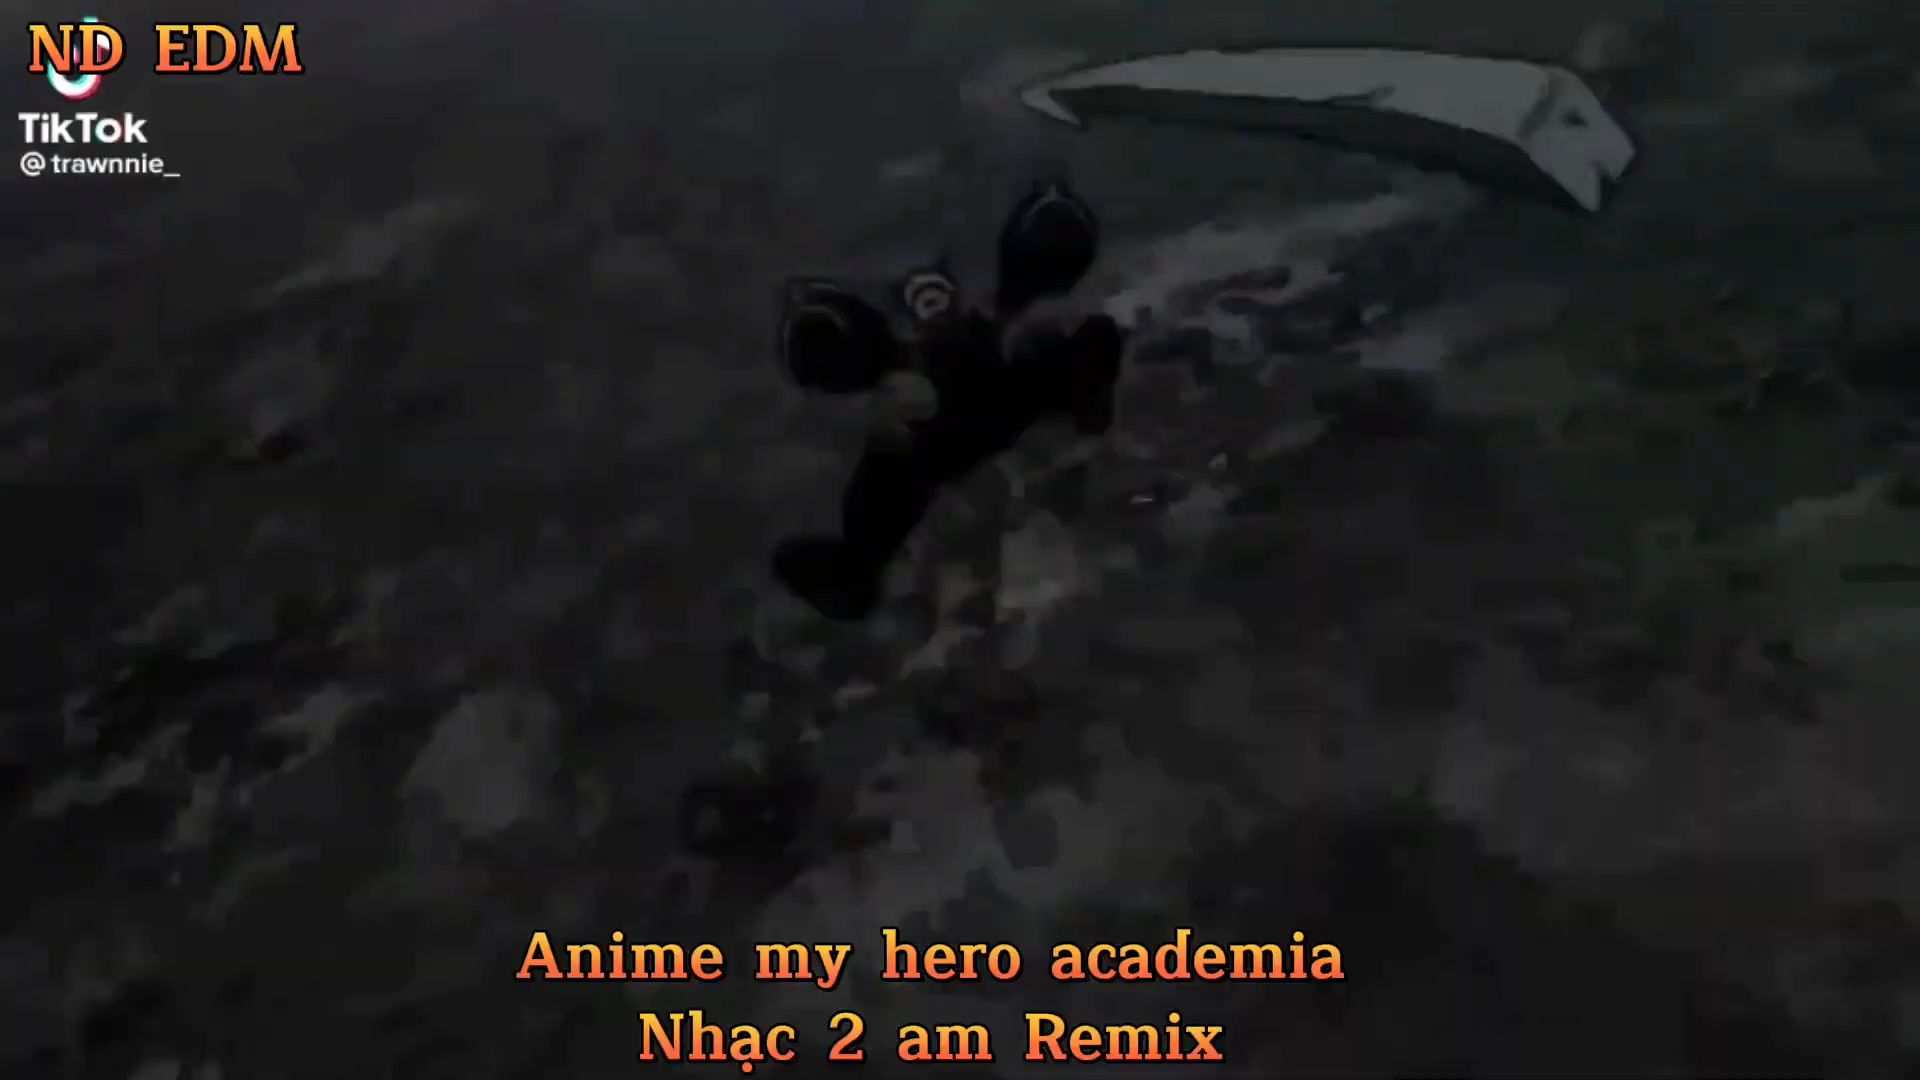 ND EDM
TikTok
@trawnnie_
Anime my hero academia
Nhạc 2 am Remix